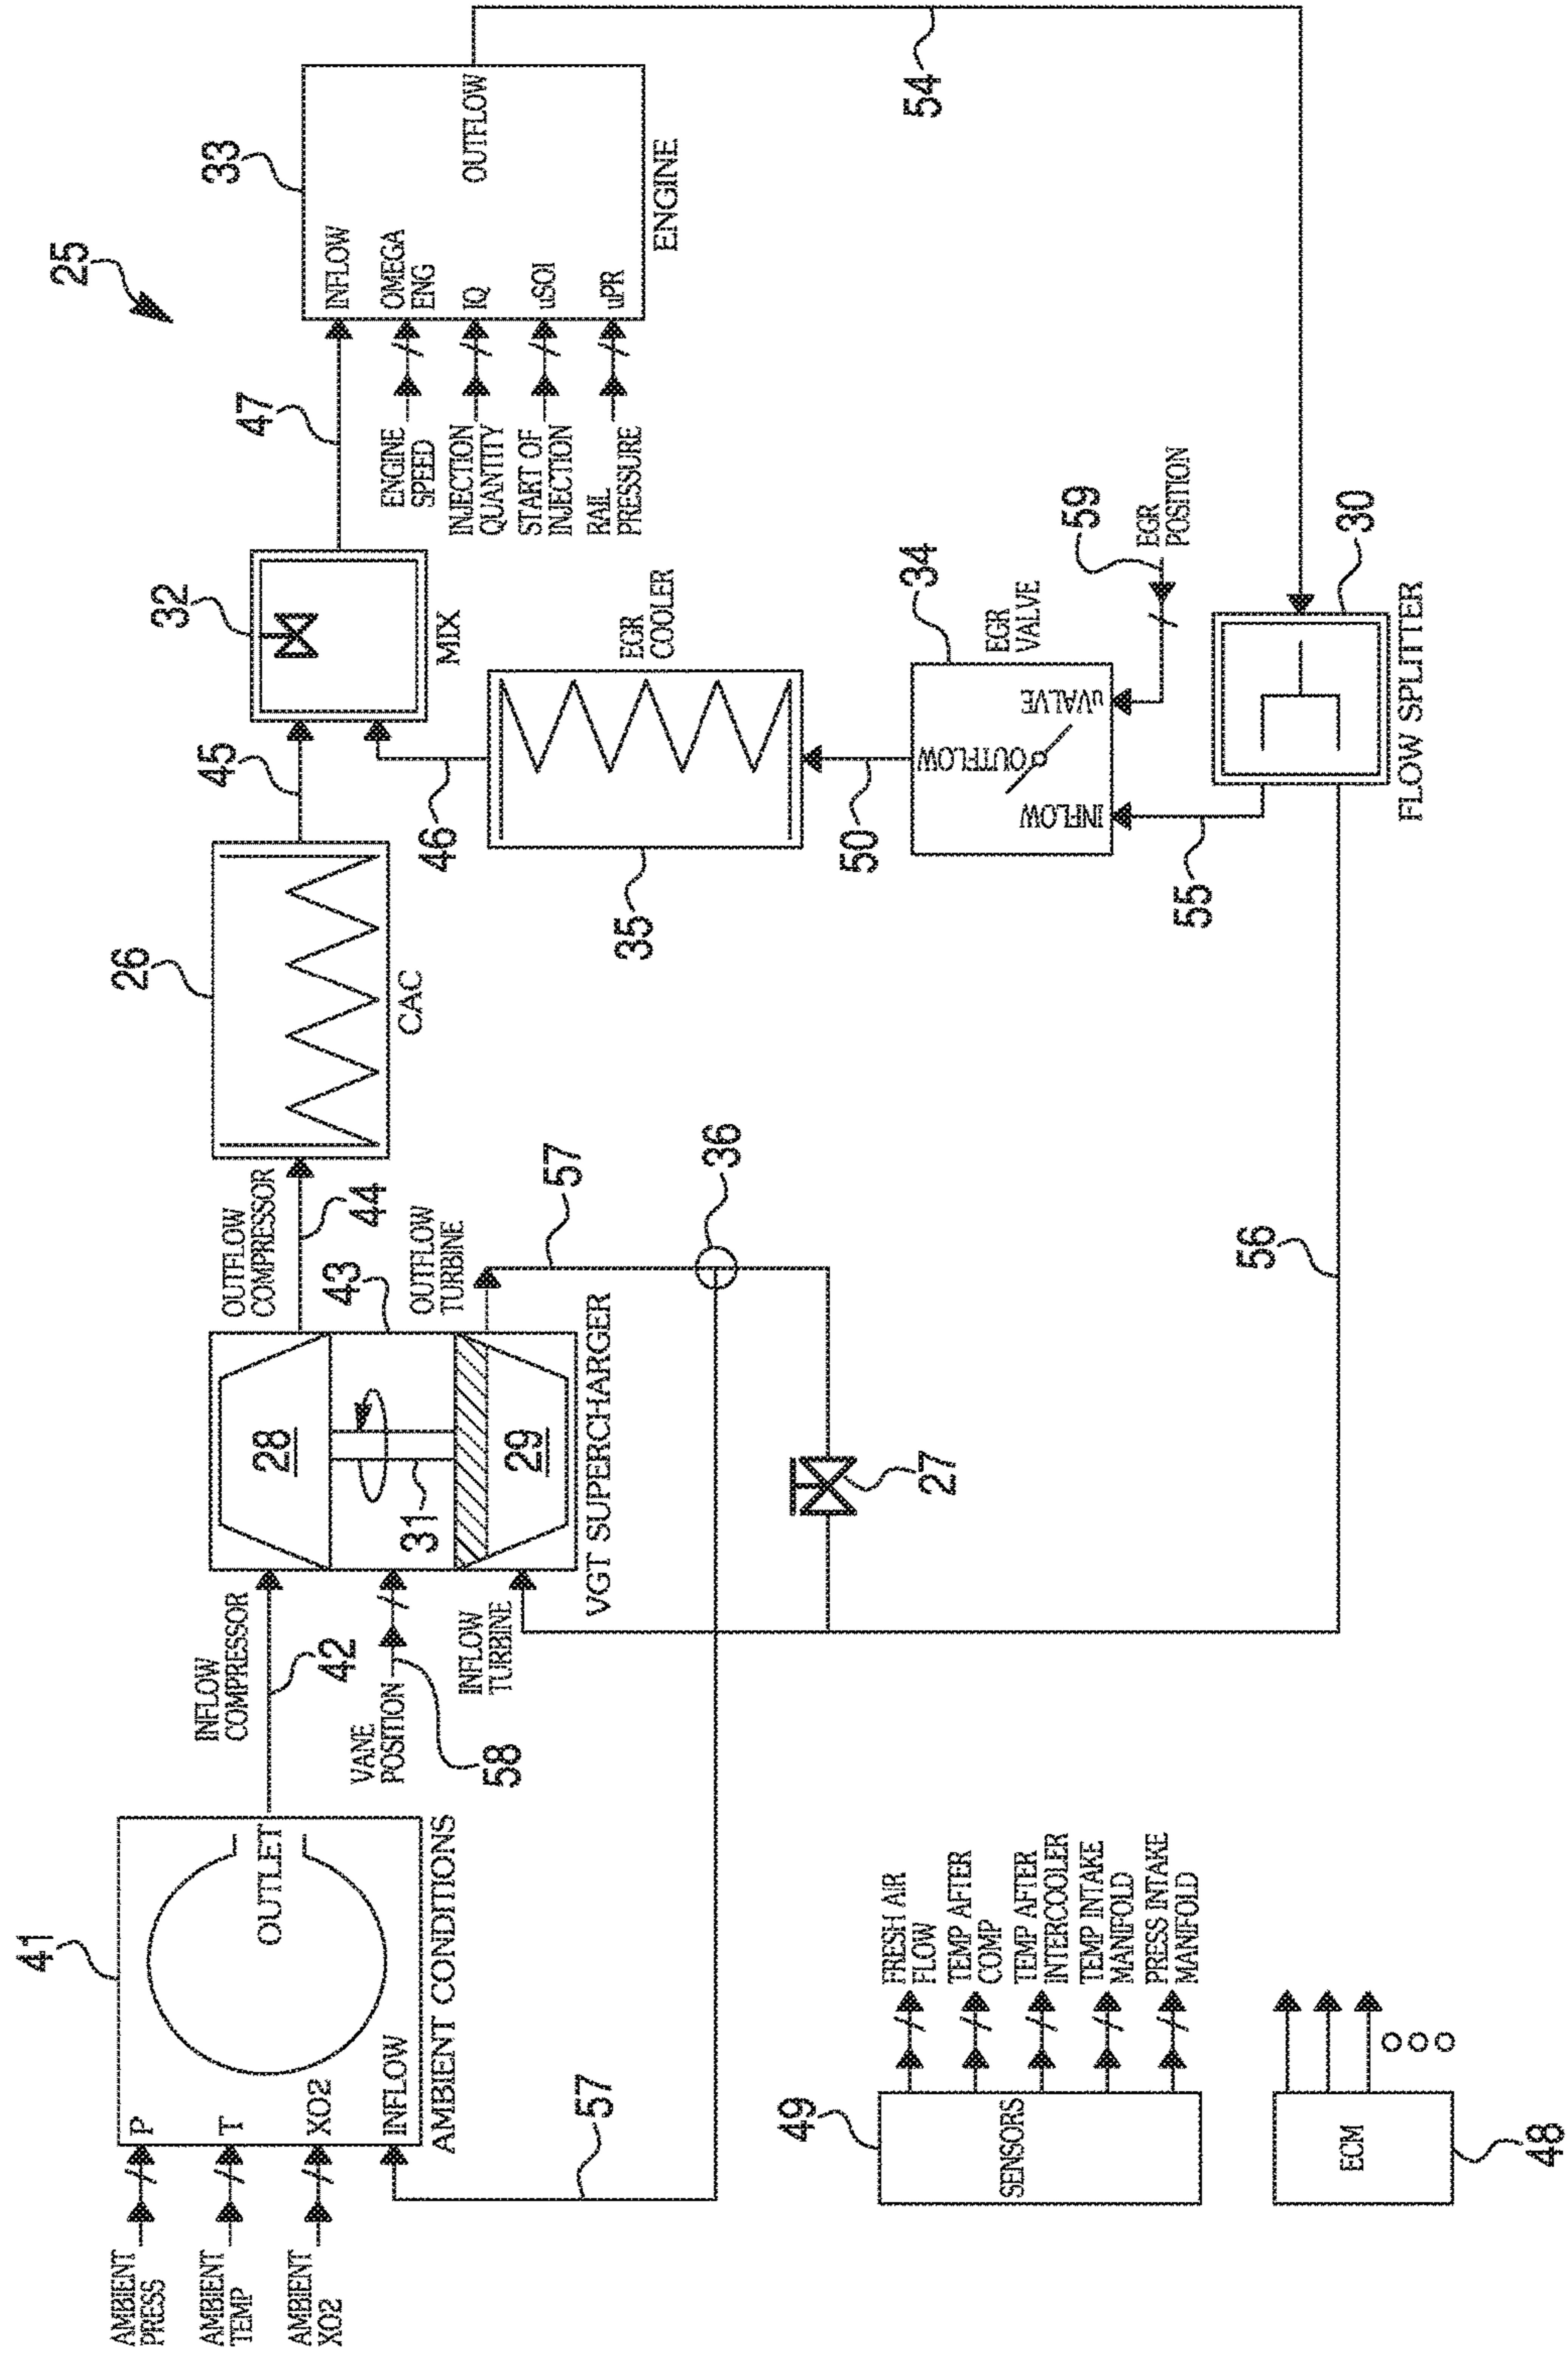 25
AMBIENT
PRESS
AMBIENT
TEMP
AMBIENT
XO2
P
T
XO2
INFLOW
OUTLET
AMBIENT CONDITIONS
41
57
INFLOW
COMPRESSOR
42
VANE
POSITION
58
INFLOW
TURBINE
28
31
29
VGT SUPERCHARGER
43
OUTFLOW
COMPRESSOR
44
OUTFLOW
TURBINE
57
36
27
26
CAC
45
32
MIX
46
47
ENGINE
SPEED
INJECTION
QUANTITY
START OF
INJECTION
RAIL
PRESSURE
33
INFLOW
OMEGA
ENG
IQ
uSOI
uPR
OUTFLOW
ENGINE
54
EGR
COOLER
35
50
34
EGR
VALVE
INFLOW
OUTFLOW
uVALVE
59
EGR
POSITION
55
30
FLOW SPLITTER
56
49
SENSORS
FRESH AIR
FLOW
TEMP AFTER
COMP
TEMP AFTER
INTERCOOLER
TEMP INTAKE
MANIFOLD
PRESS INTAKE
MANIFOLD
ECM
48